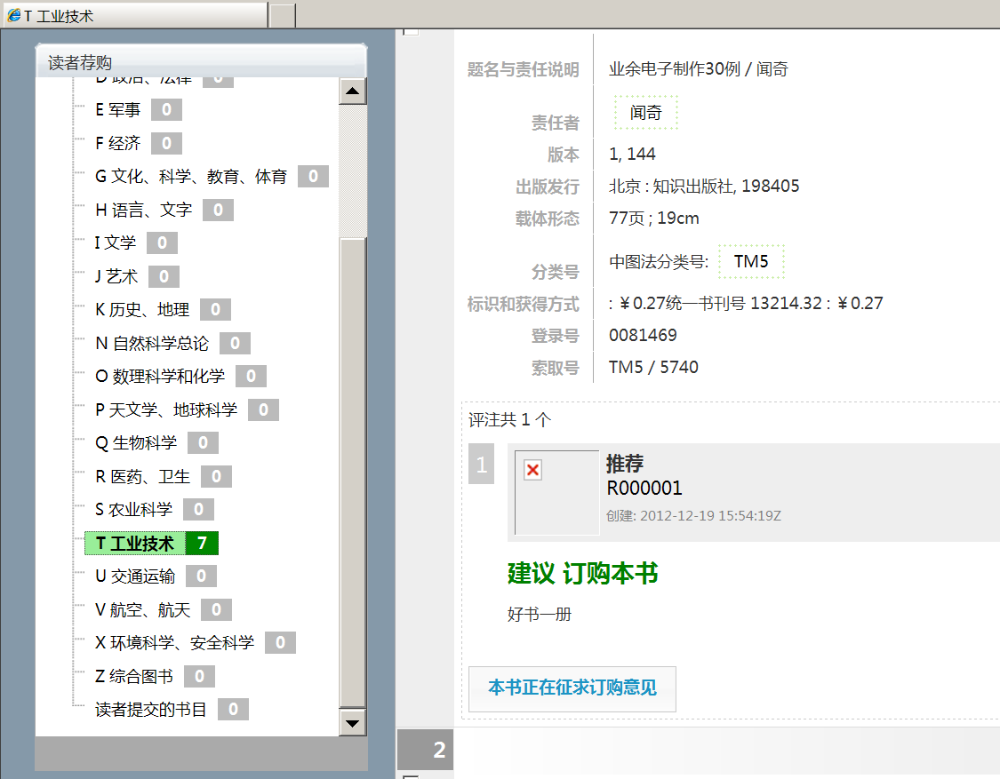 T 工业技术
读者荐购
D 政治、法律 0
E 军事 0
F 经济 0
G 文化、科学、教育、体育 0
H 语言、文字 0
I 文学 0
J 艺术 0
K 历史、地理 0
N 自然科学总论 0
O 数理科学和化学 0
P 天文学、地球科学 0
Q 生物科学 0
R 医药、卫生 0
S 农业科学 0
T 工业技术 7
U 交通运输 0
V 航空、航天 0
X 环境科学、安全科学 0
Z 综合图书 0
读者提交的书目 0
题名与责任说明 业余电子制作30例 / 闻奇
责任者 闻奇
版本 1, 144
出版发行 北京 : 知识出版社, 198405
载体形态 77页 ; 19cm
分类号 中图法分类号: TM5
标识和获得方式 : ￥0.27统一书刊号 13214.32 : ￥0.27
登录号 0081469
索取号 TM5 / 5740
评注共 1 个
1
推荐
R000001
创建: 2012-12-19 15:54:19Z
建议 订购本书
好书一册
本书正在征求订购意见
2